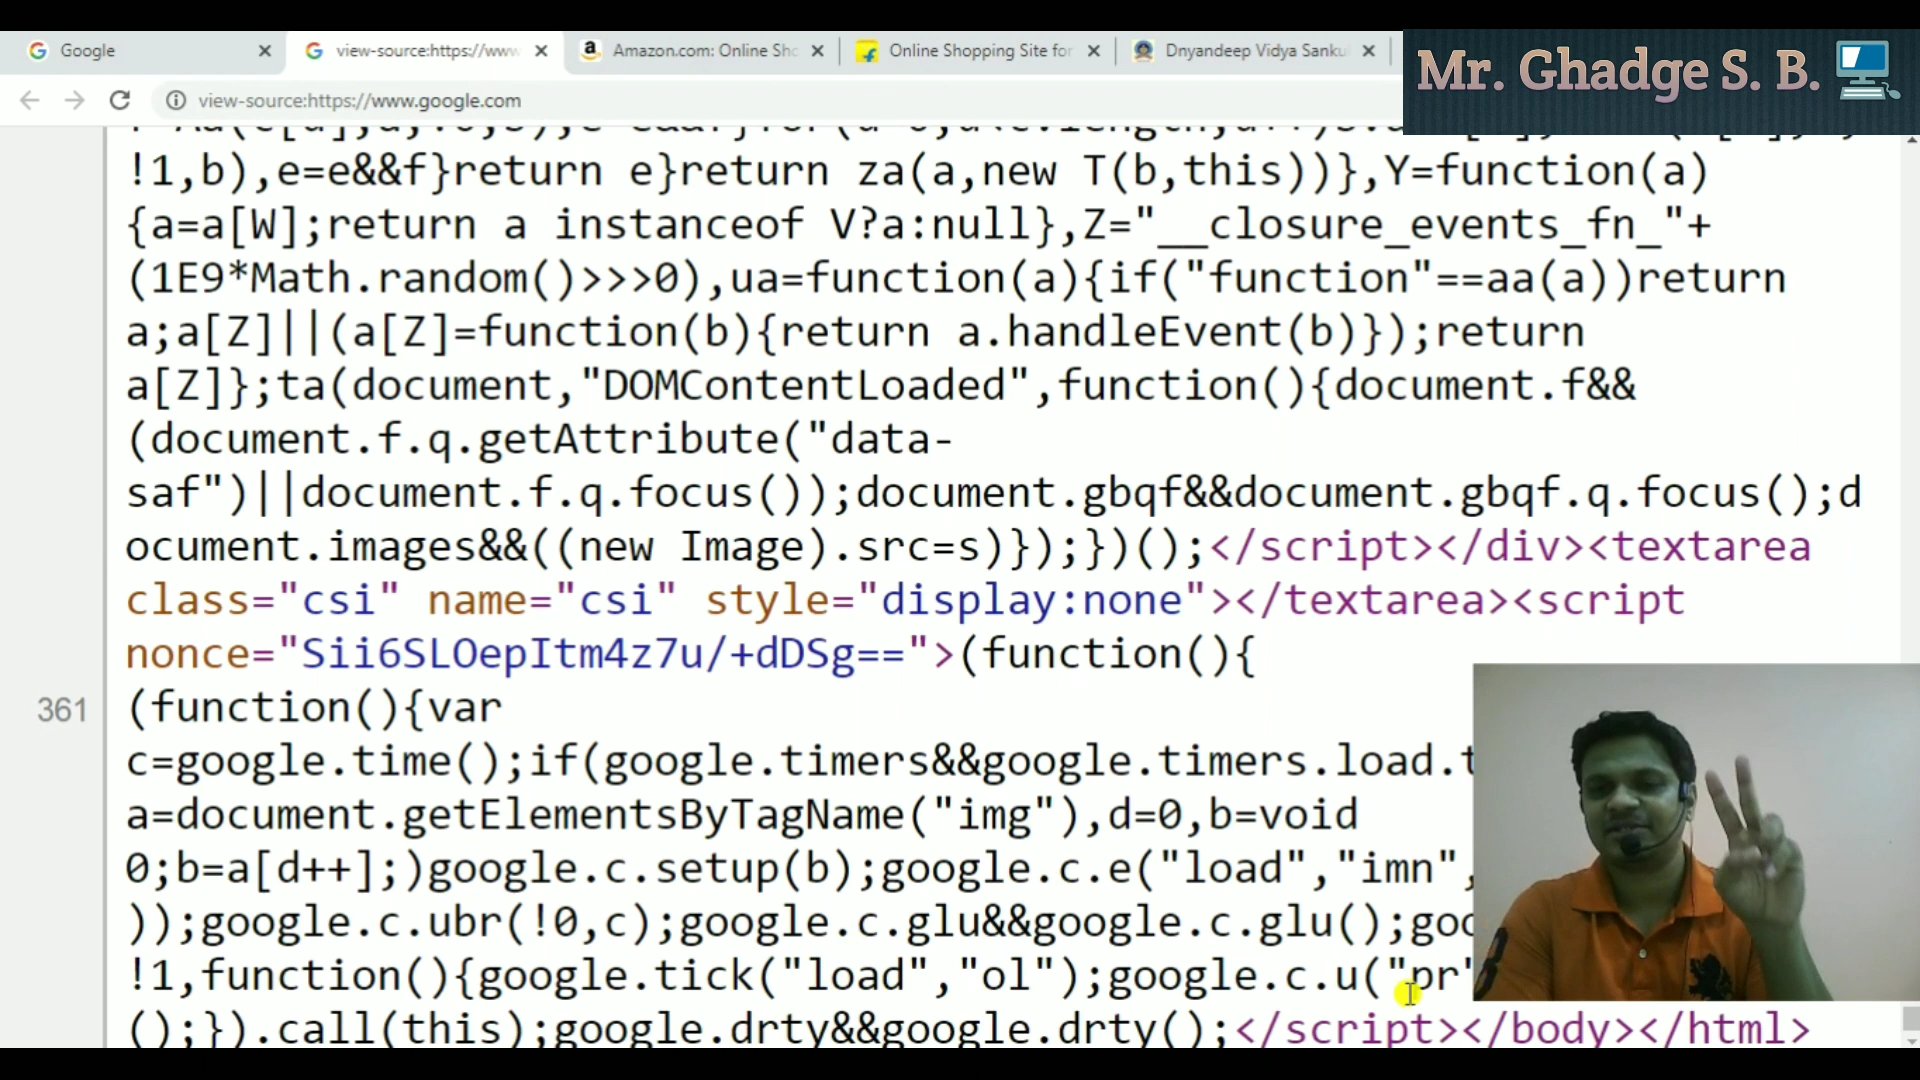 Google
view-source:https://www
Amazon.com: Online Sho
Online Shopping Site for
Dnyandeep Vidya Sankul
Mr. Ghadge S. B.
view-source:https://www.google.com
!1,b),e=e&&f}return e}return za(a,new T(b,this))},Y=function(a)
{a=a[W];return a instanceof V?a:null},Z="__closure_events_fn_"+
(1E9*Math.random()>>>0),ua=function(a){if("function"==aa(a))return
a;a[Z]||(a[Z]=function(b){return a.handleEvent(b)});return
a[Z]};ta(document,"DOMContentLoaded",function(){document.f&&
(document.f.q.getAttribute("data-
saf")||document.f.q.focus());document.gbqf&&document.gbqf.q.focus();d
ocument.images&&((new Image).src=s)});})();</script></div><textarea
class="csi" name="csi" style="display:none"></textarea><script
nonce="Sii6SLOepItm4z7u/+dDSg==">(function(){
361 (function(){var
c=google.time();if(google.timers&&google.timers.load.t
a=document.getElementsByTagName("img"),d=0,b=void
0;b=a[d++];)google.c.setup(b);google.c.e("load","imn",
));google.c.ubr(!0,c);google.c.glu&&google.c.glu();goo
!1,function(){google.tick("load","ol");google.c.u("pr"
();}).call(this);google.drty&&google.drty();</script></body></html>